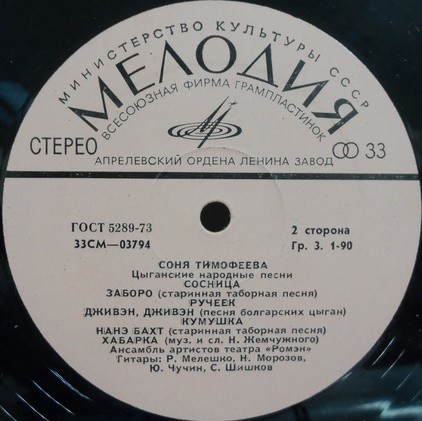 МИНИСТЕРСТВО КУЛЬТУРЫ СССР
МЕЛОДИЯ
ВСЕСОЮЗНАЯ ФИРМА ГРАМПЛАСТИНОК
СТЕРЕО
33
АПРЕЛЕВСКИЙ ОРДЕНА ЛЕНИНА ЗАВОД
ГОСТ 5289-73
33СМ—03794
2 сторона
Гр. 3. 1-90
СОНЯ ТИМОФЕЕВА
Цыганские народные песни
СОСНИЦА
ЗАБОРО (старинная таборная песня)
РУЧЕЕК
ДЖИВЭН, ДЖИВЭН (песня болгарских цыган)
КУМУШКА
НАНЭ БАХТ (старинная таборная песня)
ХАБАРКА (муз. и сл. Н. Жемчужного)
Ансамбль артистов театра «Ромэн»
Гитары: Р. Мелешко, Н. Морозов,
Ю. Чучин, С. Шишков